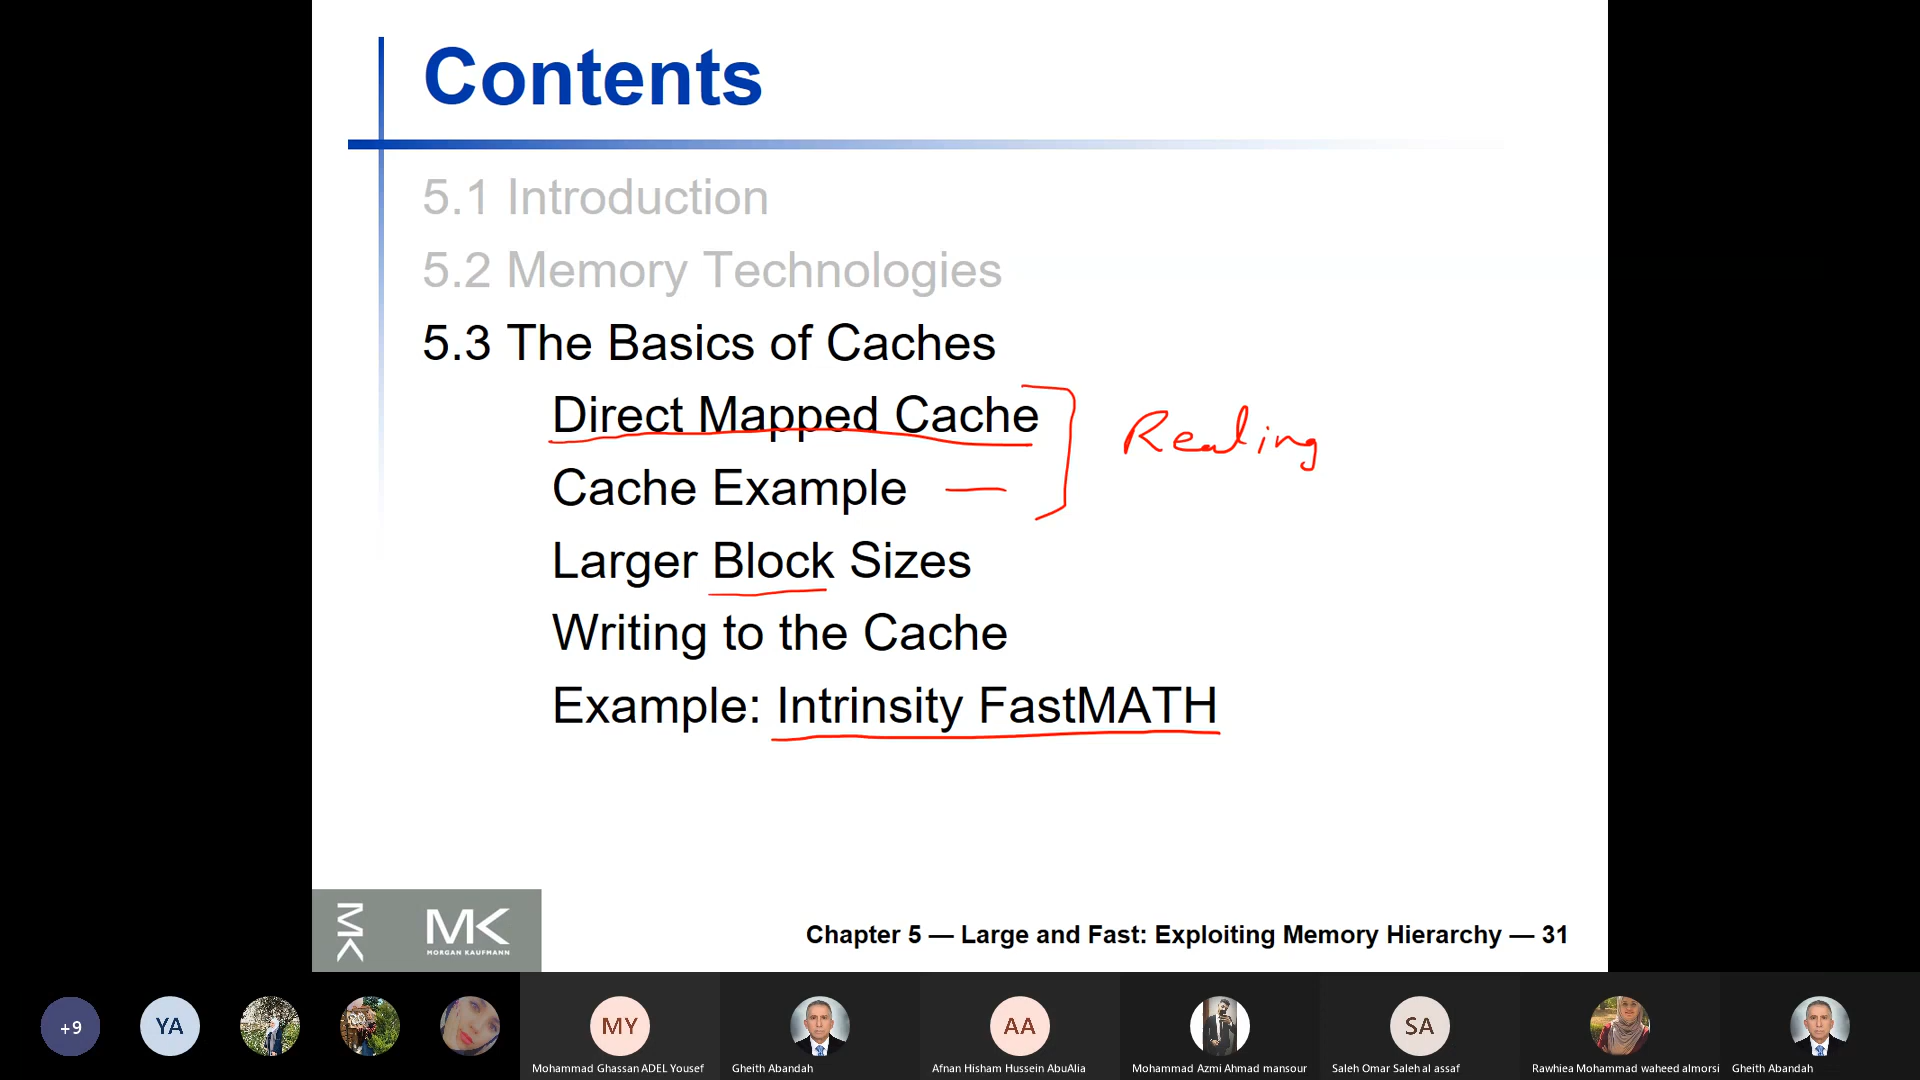 Contents
5.1 Introduction
5.2 Memory Technologies
5.3 The Basics of Caches
Direct Mapped Cache
Reading
Cache Example
Larger Block Sizes
Writing to the Cache
Example: Intrinsity FastMATH
MK
MK
MORGAN KAUFMANN
Chapter 5 — Large and Fast: Exploiting Memory Hierarchy — 31
+9
YA
MY
AA
SA
Mohammad Ghassan ADEL Yousef
Gheith Abandah
Afnan Hisham Hussein AbuAlia
Mohammad Azmi Ahmad mansour
Saleh Omar Saleh al assaf
Rawhiea Mohammad waheed almorsi
Gheith Abandah